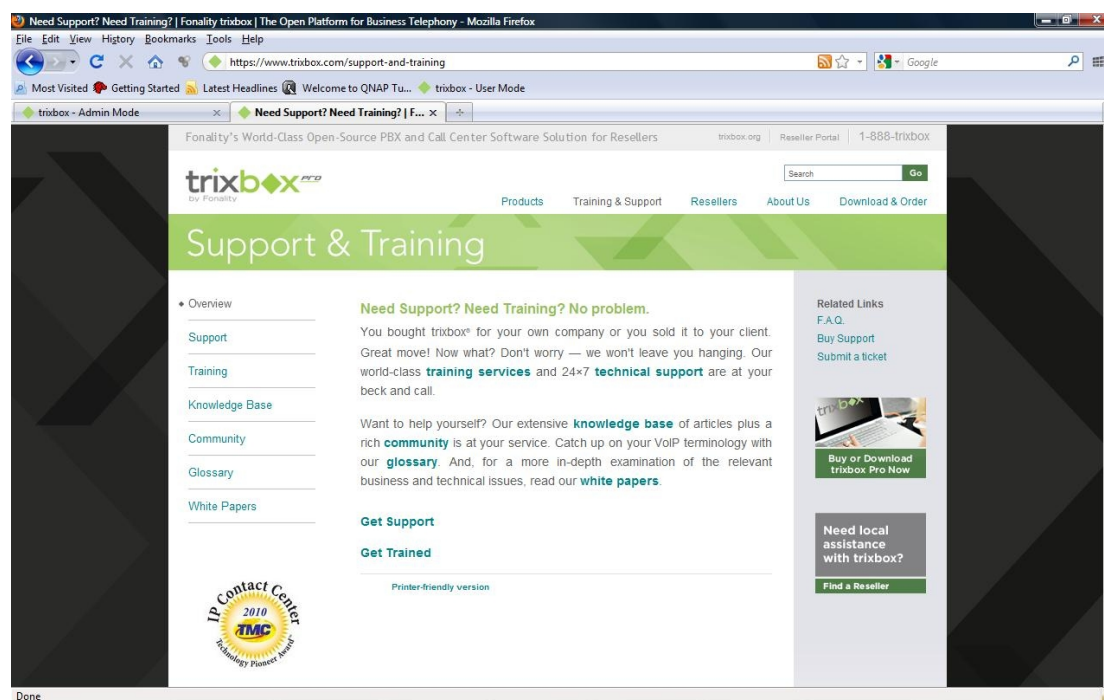 Need Support? Need Training? | Fonality trixbox | The Open Platform for Business Telephony - Mozilla Firefox
File Edit View History Bookmarks Tools Help
https://www.trixbox.com/support-and-training
Google
Most Visited Getting Started Latest Headlines Welcome to QNAP Tu... trixbox - User Mode
trixbox - Admin Mode
Need Support? Need Training? | F...
Fonality's World-Class Open-Source PBX and Call Center Software Solution for Resellers
trixbox.org Reseller Portal 1-888-trixbox
trixbox PRO
by Fonality
Search Go
Products Training & Support Resellers About Us Download & Order
Support & Training
Overview
Support
Training
Knowledge Base
Community
Glossary
White Papers
IP Contact Center
2010
TMC
Technology Pioneer Award
Need Support? Need Training? No problem.
You bought trixbox® for your own company or you sold it to your client.
Great move! Now what? Don't worry — we won't leave you hanging. Our
world-class training services and 24×7 technical support are at your
beck and call.
Want to help yourself? Our extensive knowledge base of articles plus a
rich community is at your service. Catch up on your VoIP terminology with
our glossary. And, for a more in-depth examination of the relevant
business and technical issues, read our white papers.
Get Support
Get Trained
Printer-friendly version
Related Links
F.A.Q.
Buy Support
Submit a ticket
trixbox
Buy or Download
trixbox Pro Now
Need local
assistance
with trixbox?
Find a Reseller
Done